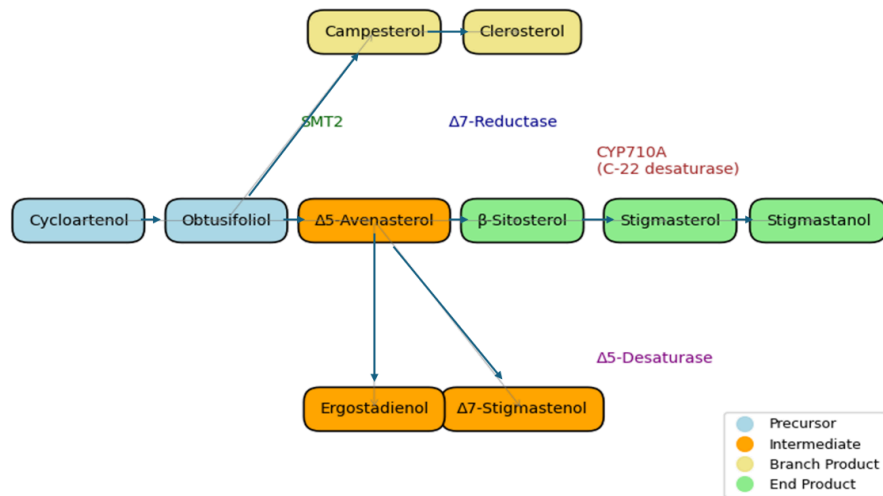 Campesterol
Clerosterol
SMT2
Δ7-Reductase
CYP710A
(C-22 desaturase)
Cycloartenol
Obtusifoliol
Δ5-Avenasterol
β-Sitosterol
Stigmasterol
Stigmastanol
Δ5-Desaturase
Ergostadienol
Δ7-Stigmastenol
Precursor
Intermediate
Branch Product
End Product